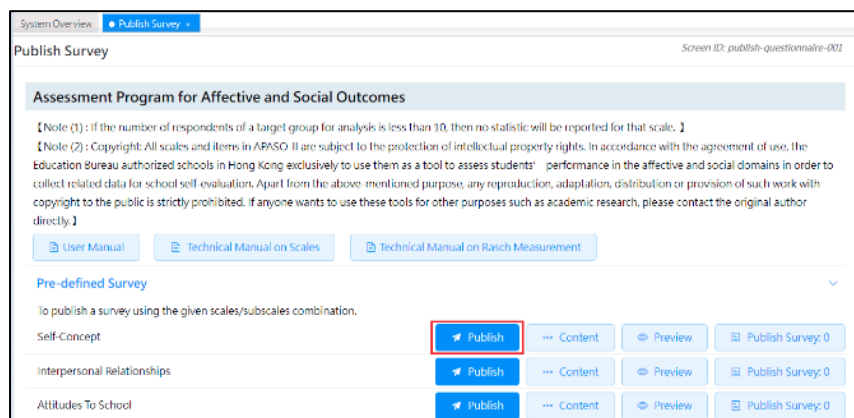 System Overview Publish Survey ×
Publish Survey Screen ID: publish-questionnaire-001
Assessment Program for Affective and Social Outcomes
【Note (1) : If the number of respondents of a target group for analysis is less than 10, then no statistic will be reported for that scale. 】
【Note (2) : Copyright: All scales and items in APASO-II are subject to the protection of intellectual property rights. In accordance with the agreement of use, the
Education Bureau authorized schools in Hong Kong exclusively to use them as a tool to assess students' performance in the affective and social domains in order to
collect related data for school self-evaluation. Apart from the above-mentioned purpose, any reproduction, adaptation, distribution or provision of such work with
copyright to the public is strictly prohibited. If anyone wants to use these tools for other purposes such as academic research, please contact the original author
directly.】
User Manual Technical Manual on Scales Technical Manual on Rasch Measurement
Pre-defined Survey
To publish a survey using the given scales/subscales combination.
Self-Concept Publish Content Preview Publish Survey: 0
Interpersonal Relationships Publish Content Preview Publish Survey: 0
Attitudes To School Publish Content Preview Publish Survey: 0